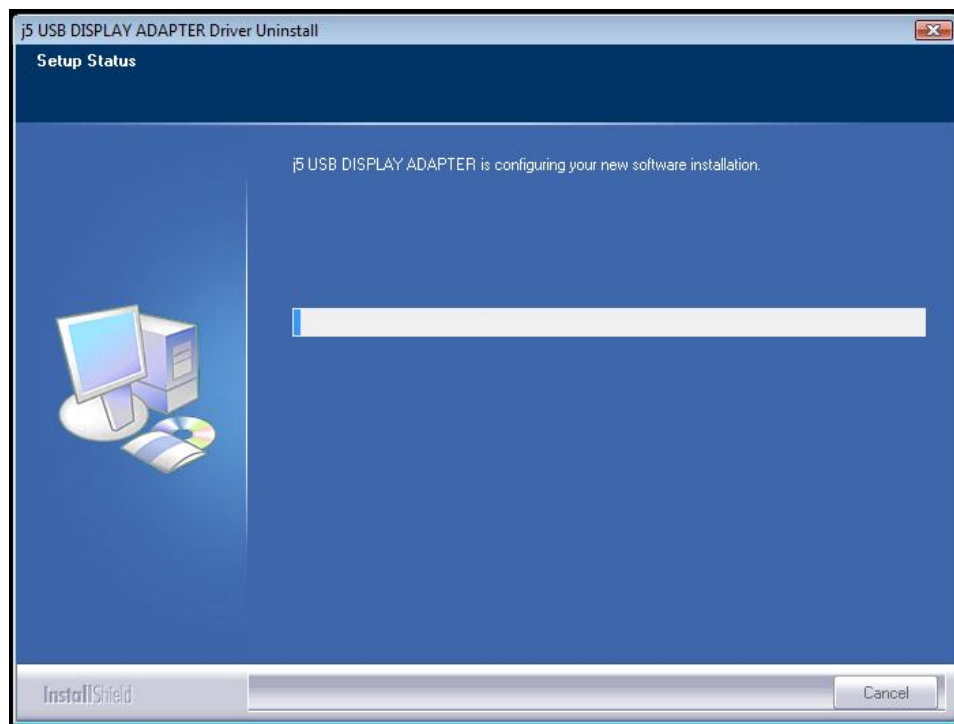 j5 USB DISPLAY ADAPTER Driver Uninstall
Setup Status
j5 USB DISPLAY ADAPTER is configuring your new software installation.
InstallShield
Cancel